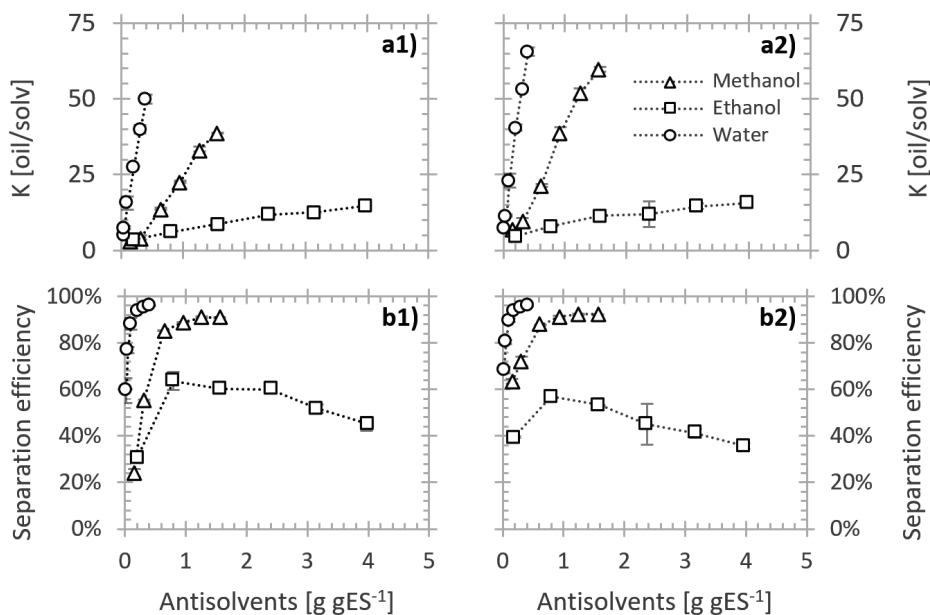 75
50
25
0
K [oil/solv]
a1)
75
50
25
0
K [oil/solv]
a2)
Methanol
Ethanol
Water
100%
80%
60%
40%
20%
0%
Separation efficiency
b1)
0 1 2 3 4 5
Antisolvents [g gES⁻¹]
100%
80%
60%
40%
20%
0%
Separation efficiency
b2)
0 1 2 3 4 5
Antisolvents [g gES⁻¹]